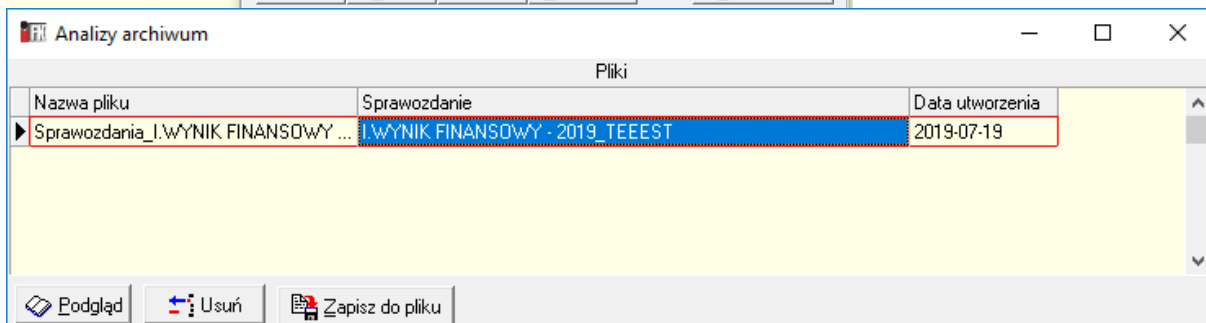 Analizy archiwum
Pliki
Nazwa pliku Sprawozdanie Data utworzenia
Sprawozdania_I.WYNIK FINANSOWY ... I.WYNIK FINANSOWY - 2019_TEEEST 2019-07-19
Podgląd Usuń Zapisz do pliku